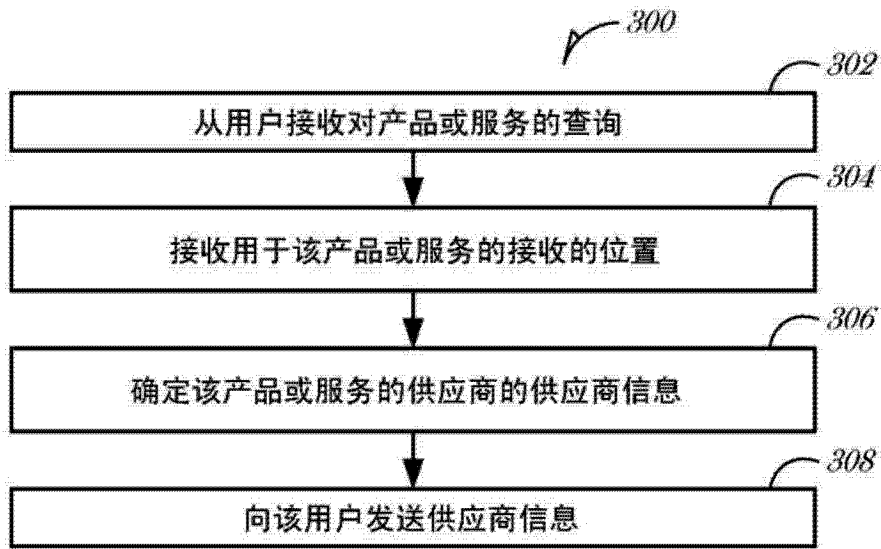 300
302
从用户接收对产品或服务的查询
304
接收用于该产品或服务的接收的位置
306
确定该产品或服务的供应商的供应商信息
308
向该用户发送供应商信息